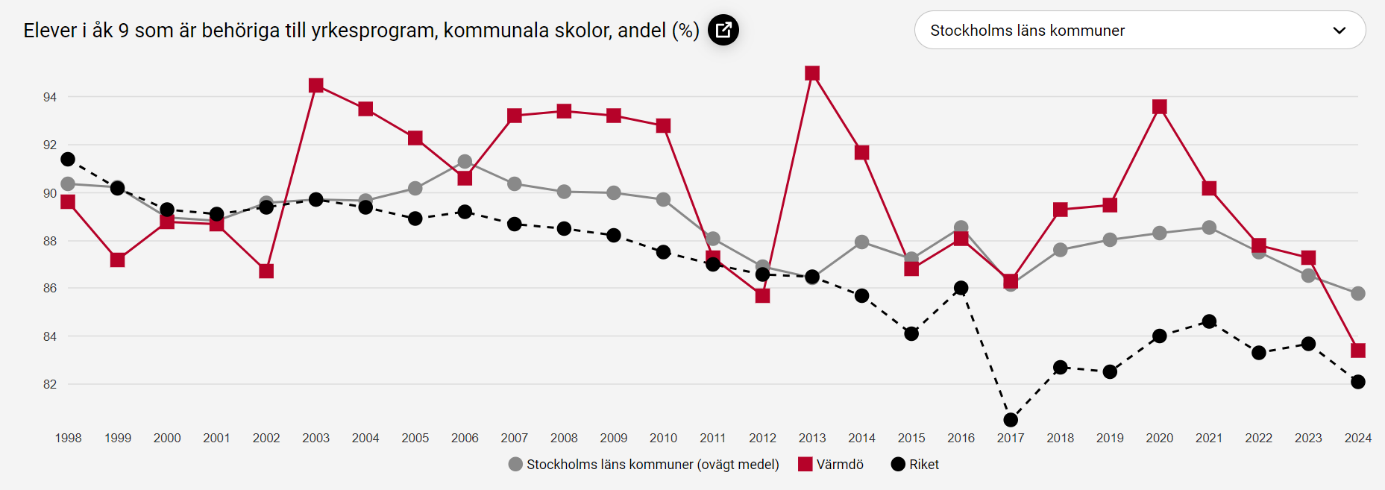 Elever i åk 9 som är behöriga till yrkesprogram, kommunala skolor, andel (%)
Stockholms läns kommuner
94
92
90
88
86
84
82
1998 1999 2000 2001 2002 2003 2004 2005 2006 2007 2008 2009 2010 2011 2012 2013 2014 2015 2016 2017 2018 2019 2020 2021 2022 2023 2024
Stockholms läns kommuner (ovägt medel) Värmdö Riket